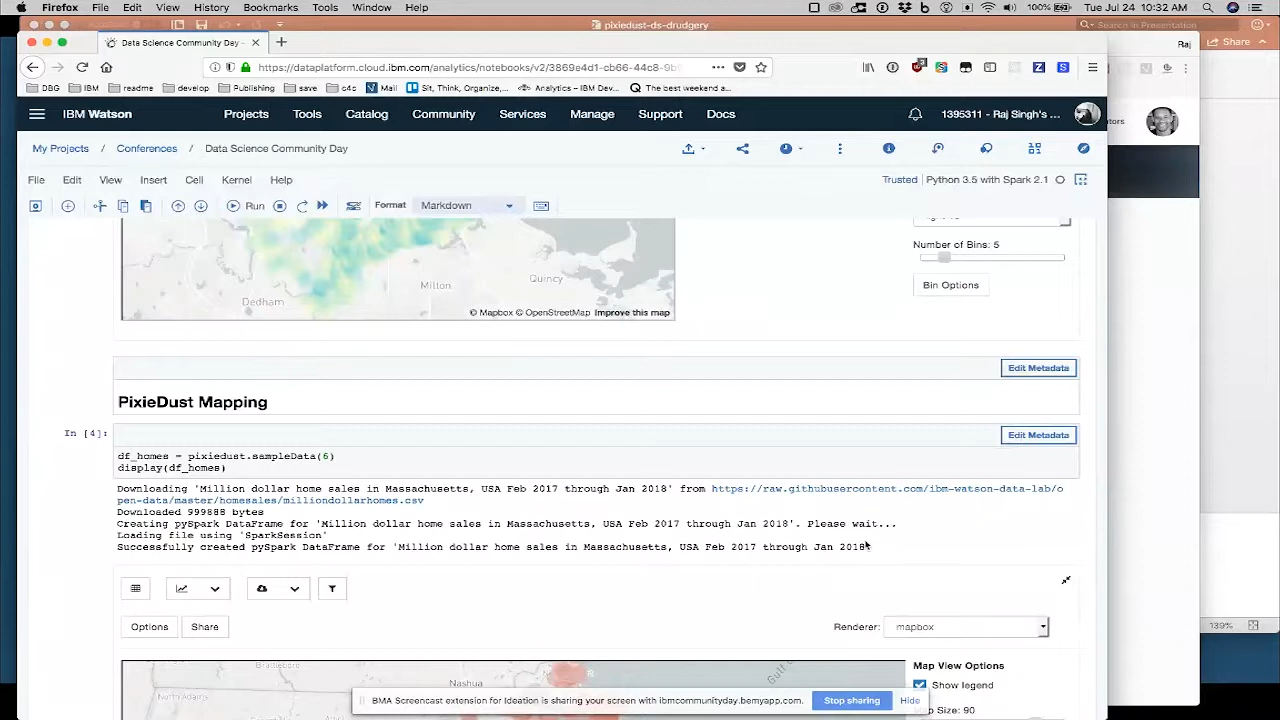 Firefox File Edit View History Bookmarks Tools Window Help 100% Tue Jul 24 10:32 AM
pixiedust-ds-drudgery Search in Presentation
Data Science Community Day - Share
Raj
https://dataplatform.cloud.ibm.com/analytics/notebooks/v2/3869e4d1-cb66-44c8-9b
DBG IBM readme develop Publishing save c4c Mail Sit, Think, Organize,... Analytics – IBM Dev... The best weekend a...
IBM Watson Projects Tools Catalog Community Services Manage Support Docs 1395311 - Raj Singh's ...
My Projects / Conferences / Data Science Community Day
File Edit View Insert Cell Kernel Help Trusted Python 3.5 with Spark 2.1
Run Format Markdown
Number of Bins: 5
Milton Quincy
Bin Options
Dedham
© Mapbox © OpenStreetMap Improve this map
Edit Metadata
PixieDust Mapping
In [4]: Edit Metadata
df_homes = pixiedust.sampleData(6)
display(df_homes)
Downloading 'Million dollar home sales in Massachusetts, USA Feb 2017 through Jan 2018' from https://raw.githubusercontent.com/ibm-watson-data-lab/o
pen-data/master/homesales/milliondollarhomes.csv
Downloaded 999888 bytes
Creating pySpark DataFrame for 'Million dollar home sales in Massachusetts, USA Feb 2017 through Jan 2018'. Please wait...
Loading file using 'SparkSession'
Successfully created pySpark DataFrame for 'Million dollar home sales in Massachusetts, USA Feb 2017 through Jan 2018'
Options Share Renderer: mapbox
139%
Brattleboro Map View Options
Nashua Show legend
North Adams
BMA Screencast extension for Ideation is sharing your screen with ibmcommunityday.bemyapp.com. Stop sharing Hide
Map Size: 90